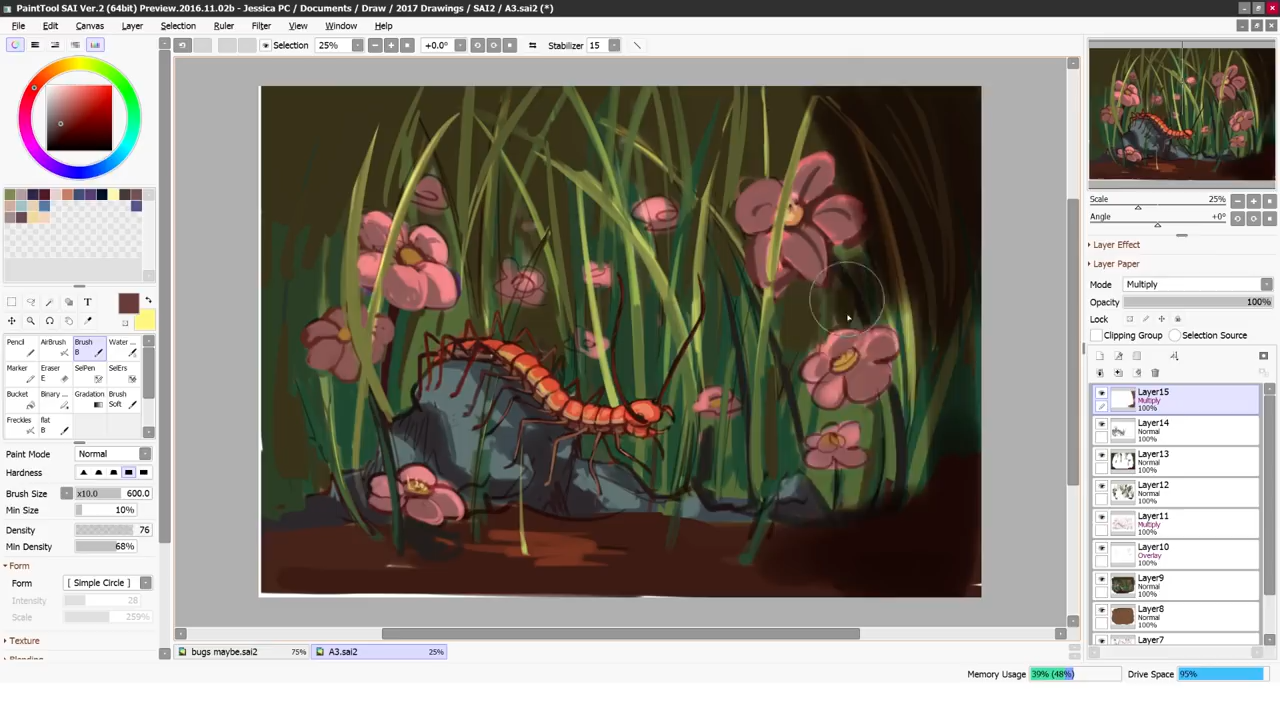 PaintTool SAI Ver.2 (64bit) Preview.2016.11.02b - Jessica PC / Documents / Draw / 2017 Drawings / SAI2 / A3.sai2 (*)
File Edit Canvas Layer Selection Ruler Filter View Window Help
Selection 25% +0.0° Stabilizer 15
Scale 25%
Angle +0°
Layer Effect
Layer Paper
Mode Multiply
Opacity 100%
Lock
Clipping Group Selection Source
Layer15
Multiply
100%
Layer14
Normal
100%
Layer13
Normal
100%
Layer12
Normal
100%
Layer11
Multiply
100%
Layer10
Overlay
100%
Layer9
Normal
100%
Layer8
Normal
100%
Layer7
T
Pencil AirBrush Brush Water ...
B
Marker Eraser SelPen SelErs
E
Bucket Binary ... Gradation Brush Soft
Freckles flat
B
Paint Mode Normal
Hardness
Brush Size x10.0 600.0
Min Size 10%
Density 76
Min Density 68%
Form
Form [ Simple Circle ]
Intensity 28
Scale 259%
Texture
bugs maybe.sai2 75% A3.sai2 25%
Memory Usage 39% (48%) Drive Space 95%